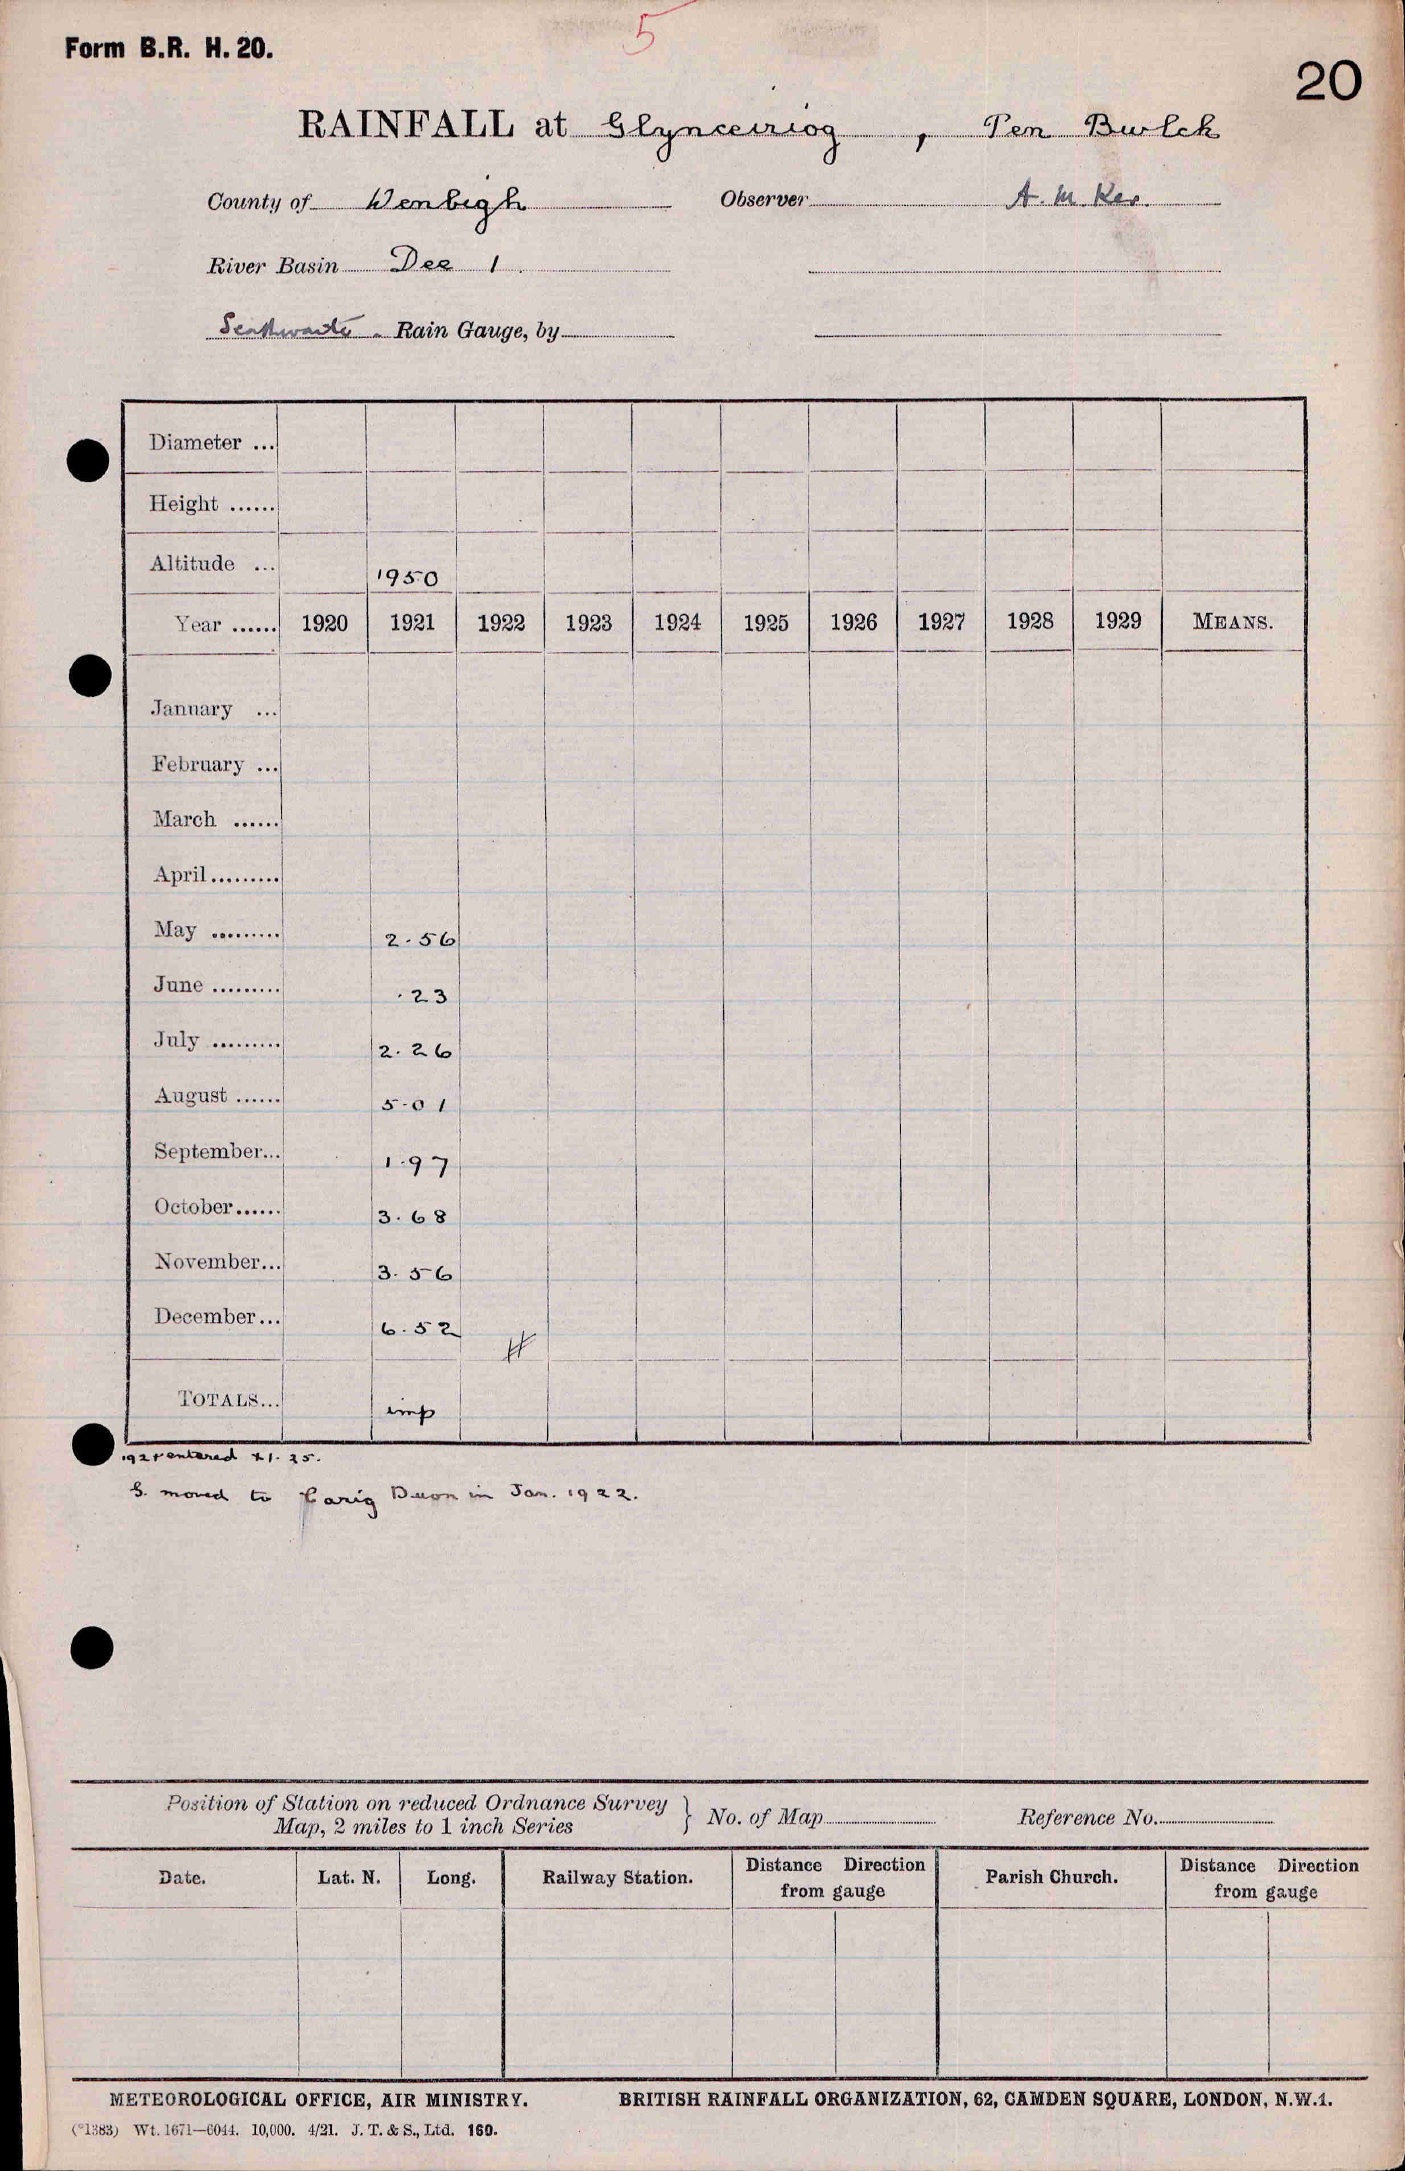 5
Form B.R. H. 20.
20
RAINFALL at Glynceiriog, Pen Bwlch
County of Denbigh Observer A. M. Ker.
River Basin Dee 1.
Seathwaite Rain Gauge, by
Diameter ...
Height ......
Altitude ... 1950
Year ...... 1920 1921 1922 1923 1924 1925 1926 1927 1928 1929 MEANS.
January ...
February ...
March ......
April.........
May ......... 2.56
June ......... .23
July ......... 2.26
August ...... 5.01
September... 1.97
October...... 3.68
November... 3.56
December... 6.52
TOTALS... imp
1921 entered 21.25.
G. moved to Carig Duon in Jan. 1922.
Position of Station on reduced Ordnance Survey Map, 2 miles to 1 inch Series } No. of Map Reference No.
Date. Lat. N. Long. Railway Station. Distance Direction from gauge Parish Church. Distance Direction from gauge
METEOROLOGICAL OFFICE, AIR MINISTRY. BRITISH RAINFALL ORGANIZATION, 62, CAMDEN SQUARE, LONDON, N.W.1.
(*1383) Wt. 1671—6044. 10,000. 4/21. J. T. & S., Ltd. 160.